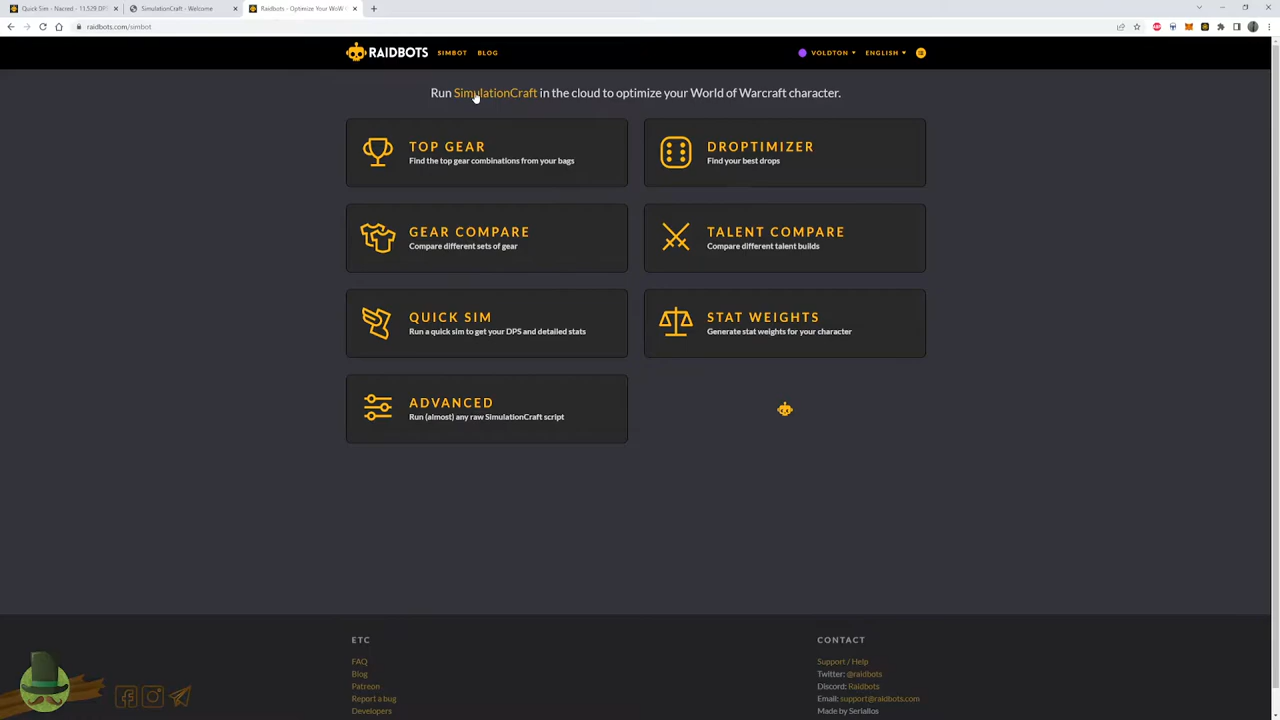 Quick Sim - Nacred - 11,529 DPS
SimulationCraft - Welcome
Raidbots - Optimize Your WoW
raidbots.com/simbot
RAIDBOTS
SIMBOT
BLOG
VOLDTON
ENGLISH
Run SimulationCraft in the cloud to optimize your World of Warcraft character.
TOP GEAR
Find the top gear combinations from your bags
DROPTIMIZER
Find your best drops
GEAR COMPARE
Compare different sets of gear
TALENT COMPARE
Compare different talent builds
QUICK SIM
Run a quick sim to get your DPS and detailed stats
STAT WEIGHTS
Generate stat weights for your character
ADVANCED
Run (almost) any raw SimulationCraft script
ETC
FAQ
Blog
Patreon
Report a bug
Developers
CONTACT
Support / Help
Twitter: @raidbots
Discord: Raidbots
Email: support@raidbots.com
Made by Seriallos